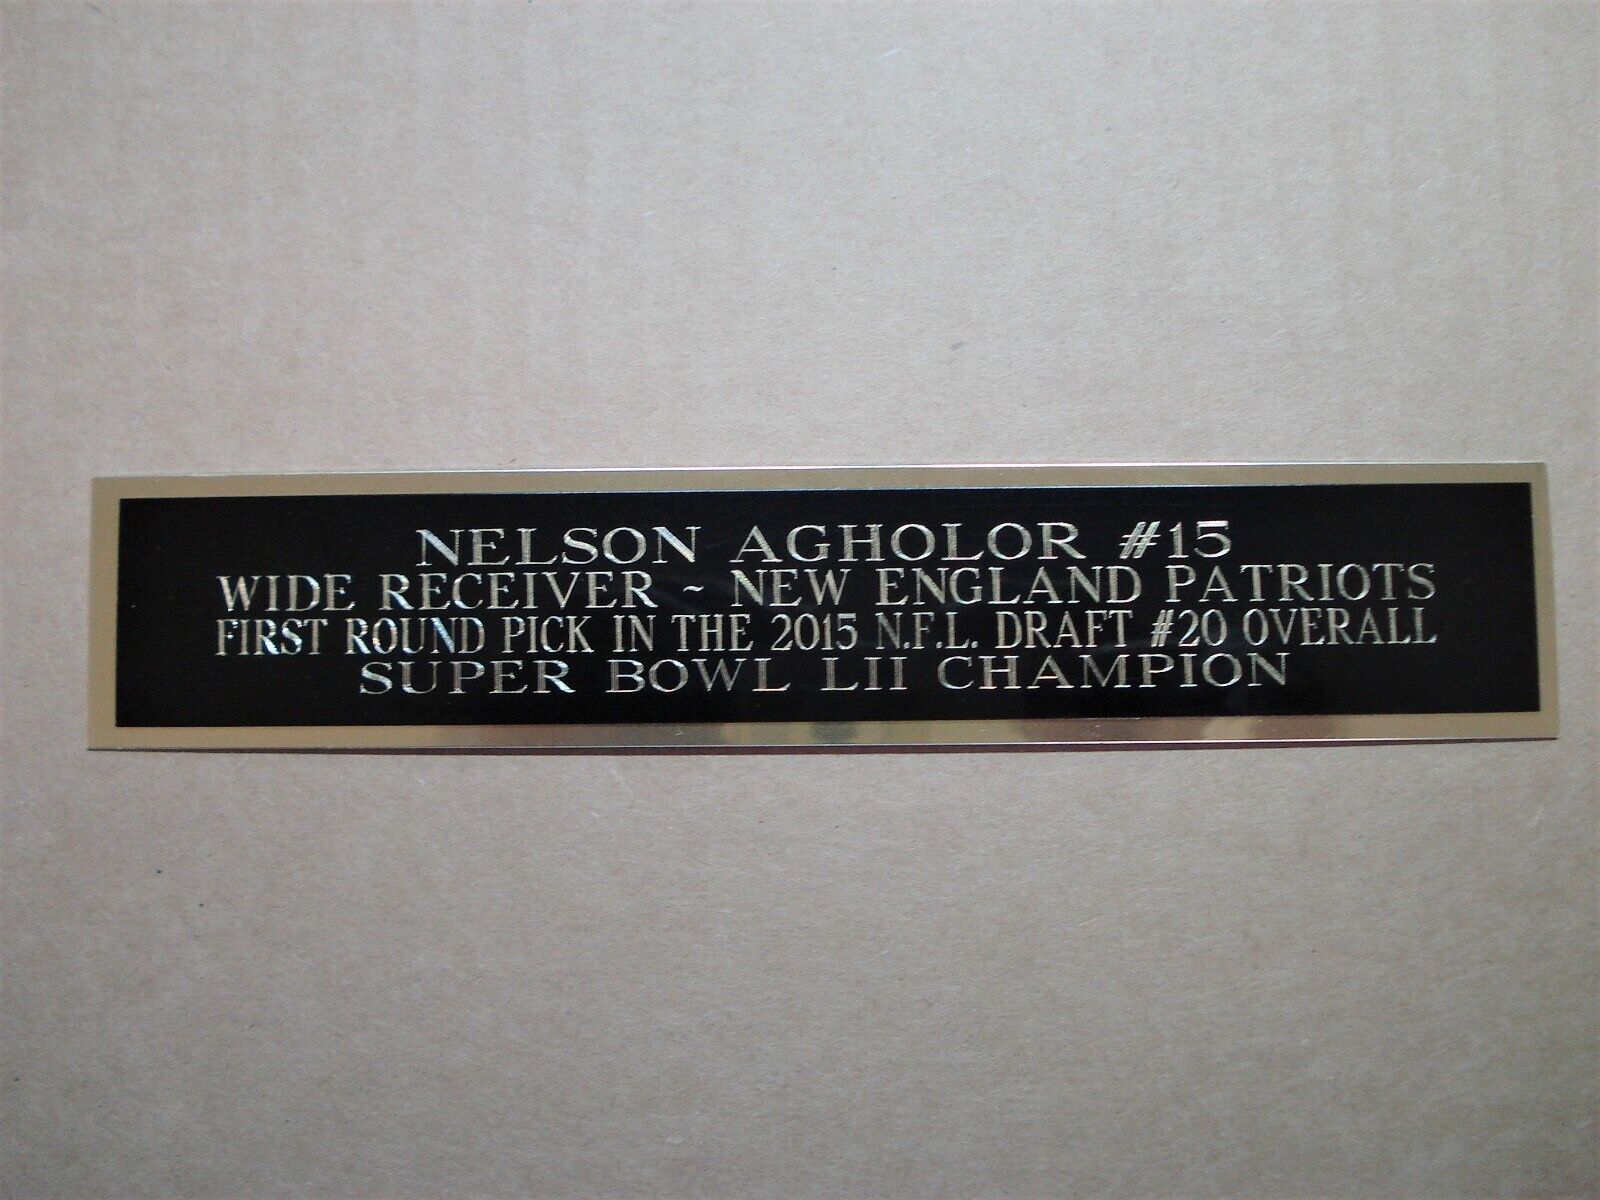 NELSON AGHOLOR #15
WIDE RECEIVER ~ NEW ENGLAND PATRIOTS
FIRST ROUND PICK IN THE 2015 N.F.L. DRAFT #20 OVERALL
SUPER BOWL LII CHAMPION